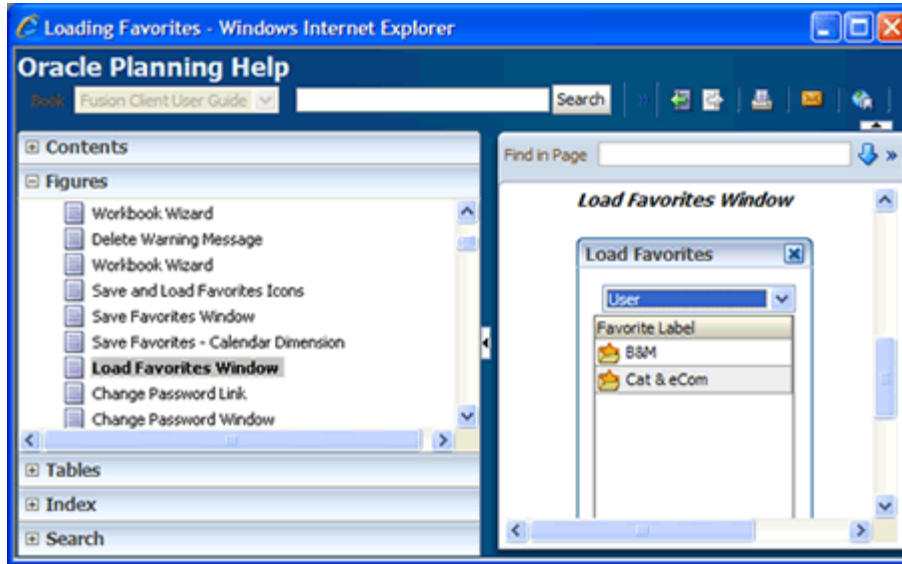 Loading Favorites - Windows Internet Explorer
Oracle Planning Help
Book Fusion Client User Guide Search »
Contents
Figures
Workbook Wizard
Delete Warning Message
Workbook Wizard
Save and Load Favorites Icons
Save Favorites Window
Save Favorites - Calendar Dimension
Load Favorites Window
Change Password Link
Change Password Window
Tables
Index
Search
Find in Page »
Load Favorites Window
Load Favorites
User
Favorite Label
B&M
Cat & eCom